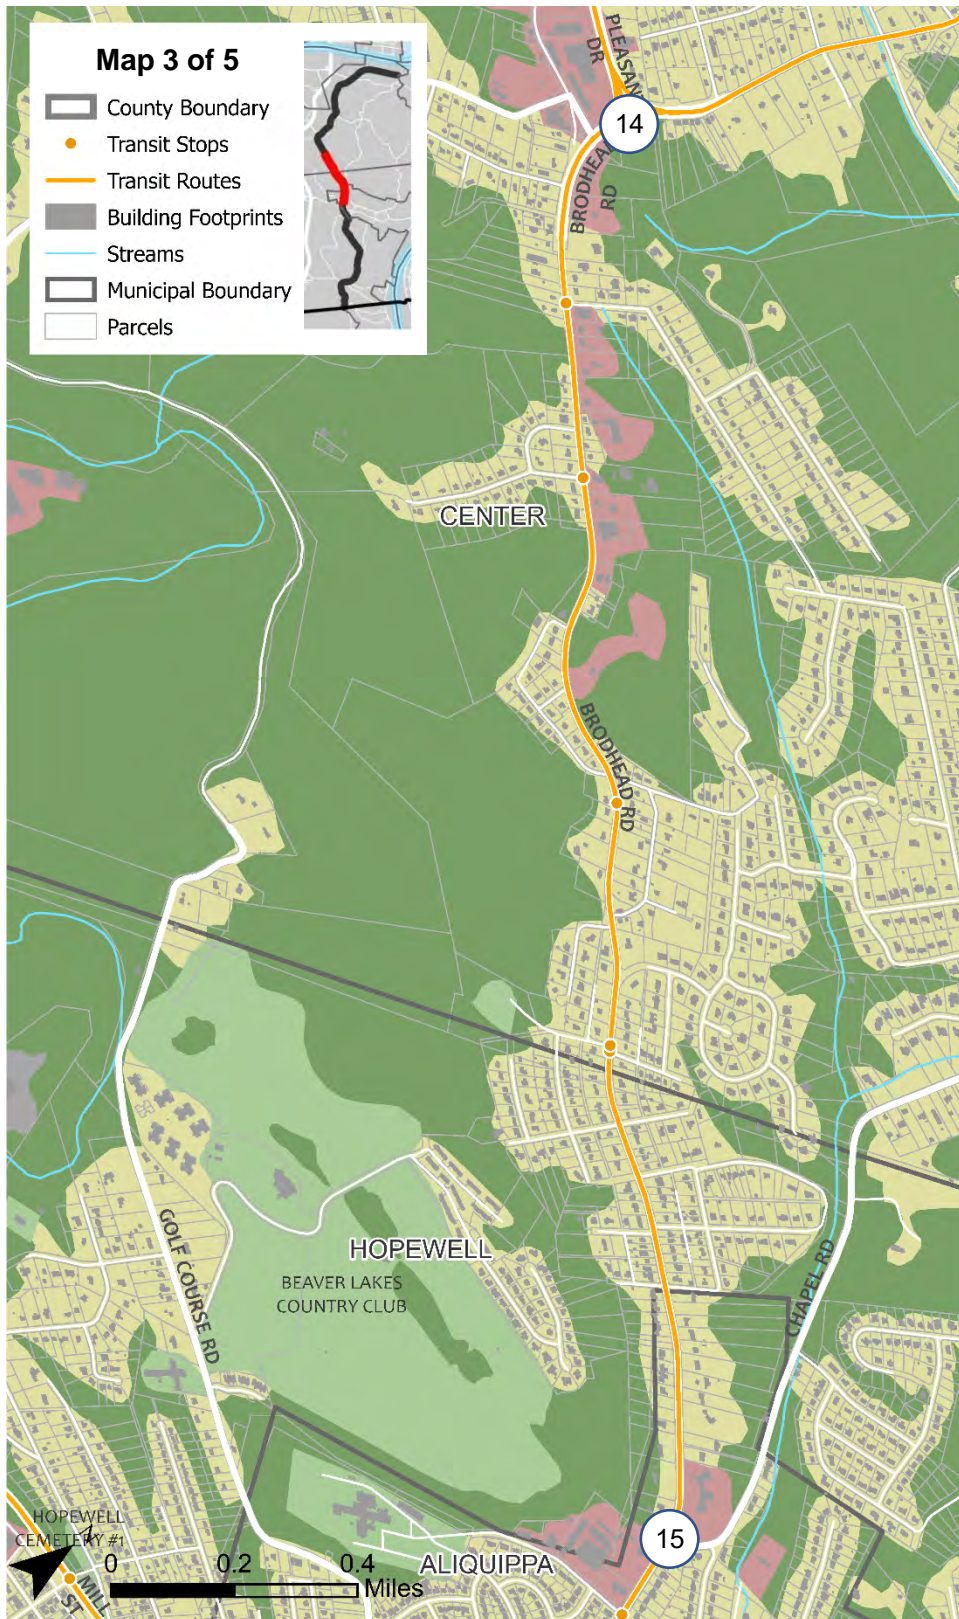 Map 3 of 5
County Boundary
Transit Stops
Transit Routes
Building Footprints
Streams
Municipal Boundary
Parcels
PLEASAN
DR
14
BRODHEAD
RD
CENTER
BRODHEAD RD
GOLF COURSE RD
HOPEWELL
BEAVER LAKES
COUNTRY CLUB
CHAPEL RD
HOPEWELL
CEMETERY #1
MILL
ST
15
ALIQUIPPA
0 0.2 0.4
Miles